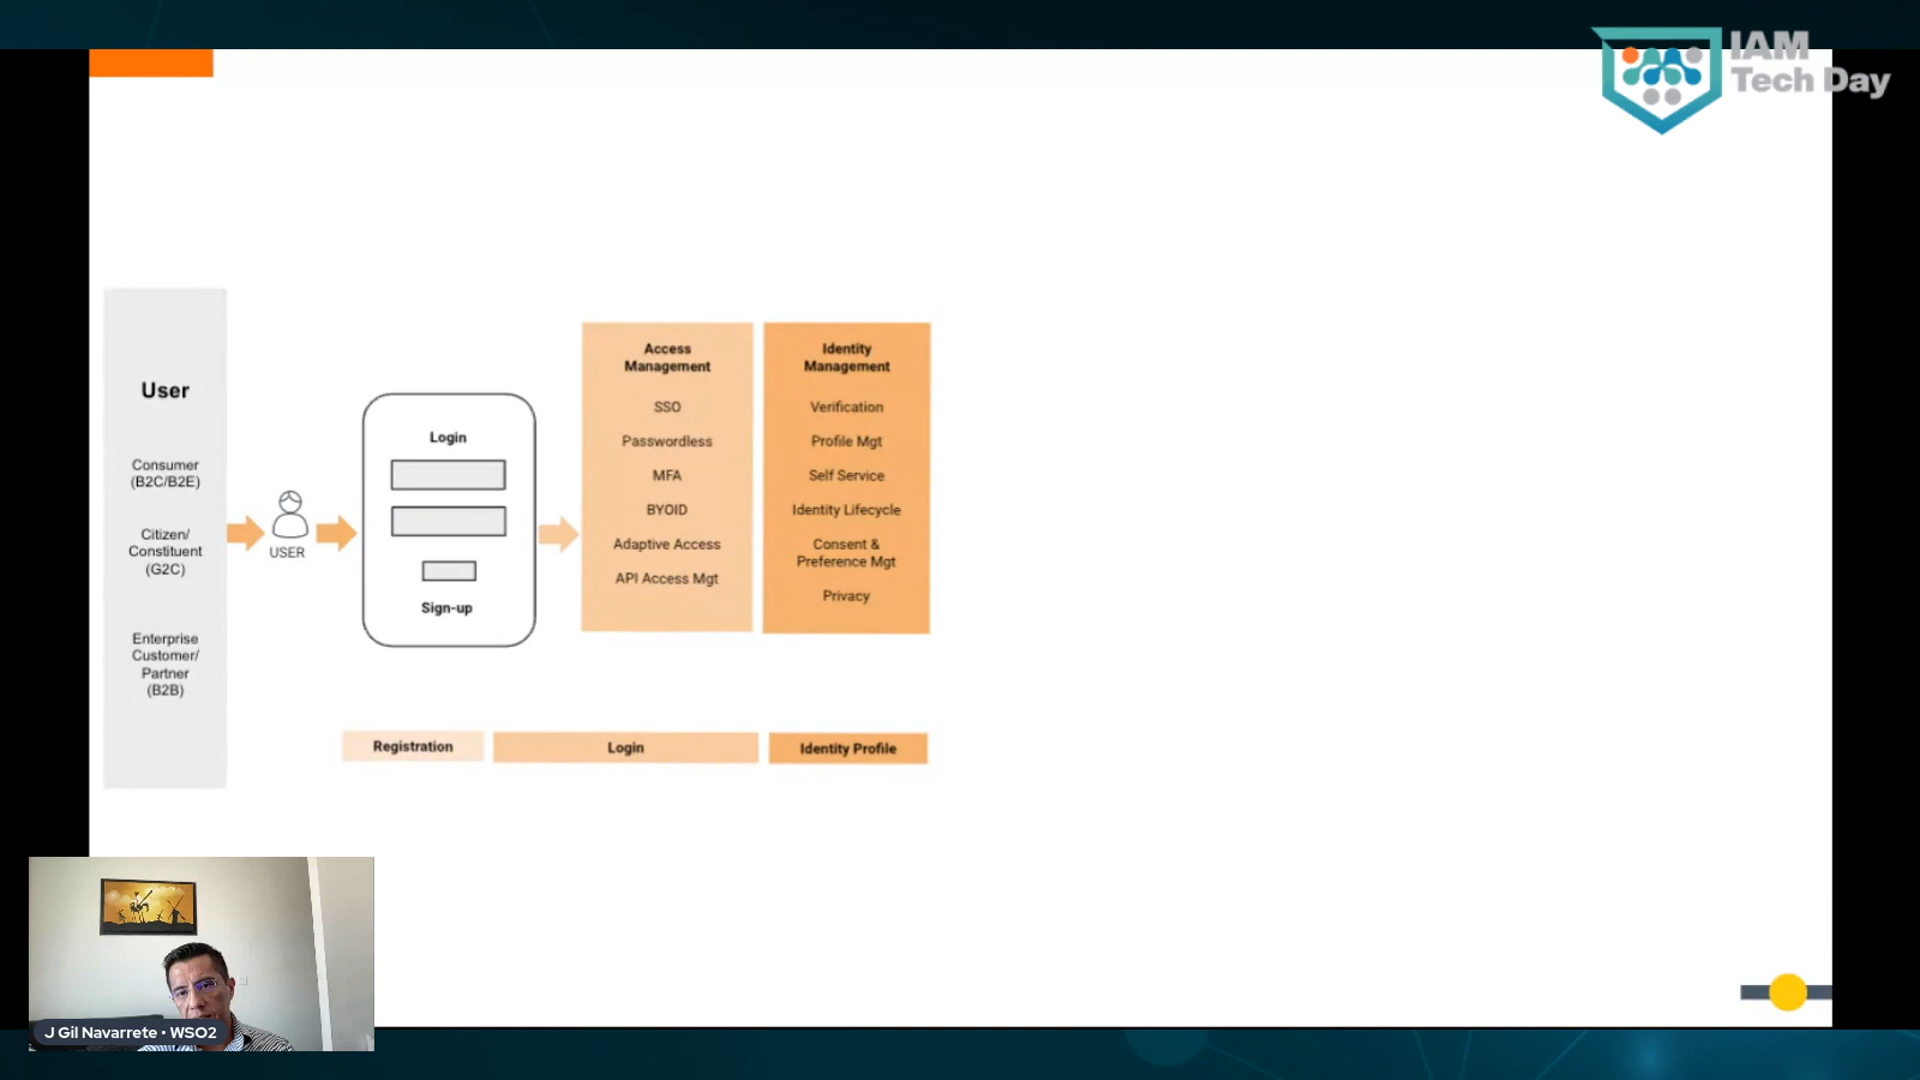 IAM
Tech Day
User
Consumer
(B2C/B2E)
Citizen/
Constituent
(G2C)
Enterprise
Customer/
Partner
(B2B)
USER
Login
Sign-up
Access
Management
SSO
Passwordless
MFA
BYOID
Adaptive Access
API Access Mgt
Identity
Management
Verification
Profile Mgt
Self Service
Identity Lifecycle
Consent &
Preference Mgt
Privacy
Registration
Login
Identity Profile
J Gil Navarrete • WSO2